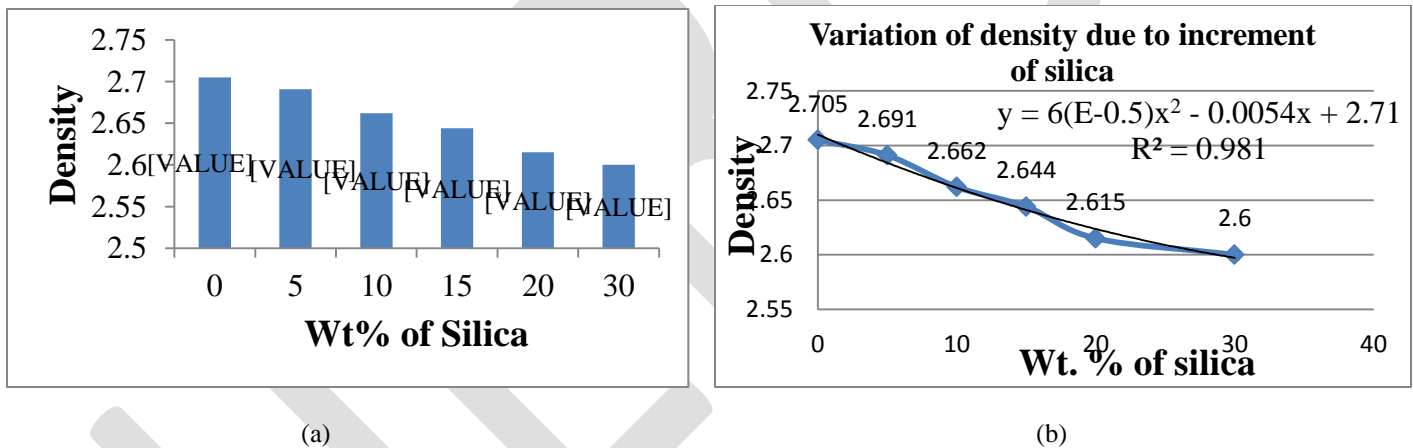 2.75
2.7
2.65
2.6
2.55
2.5
Density
[VALUE] [VALUE] [VALUE] [VALUE] [VALUE] [VALUE]
0 5 10 15 20 30
Wt% of Silica
(a)
Variation of density due to increment
of silica
2.75
2.7
2.65
2.6
2.55
Density
y = 6(E-0.5)x² - 0.0054x + 2.71
R² = 0.981
2.705
2.691
2.662
2.644
2.615
2.6
0 10 20 30 40
Wt. % of silica
(b)